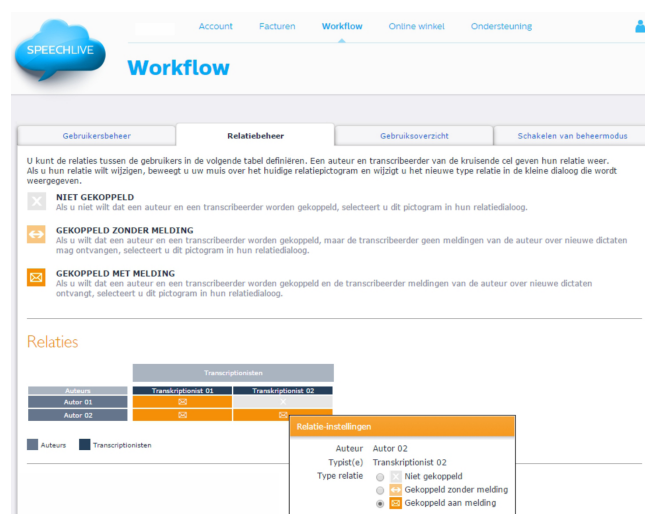 Account Facturen Workflow Online winkel Ondersteuning
SPEECHLIVE
Workflow
Gebruikersbeheer Relatiebeheer Gebruiksoverzicht Schakelen van beheermodus
U kunt de relaties tussen de gebruikers in de volgende tabel definiëren. Een auteur en transcribeerder van de kruisende cel geven hun relatie weer.
Als u hun relatie wilt wijzigen, beweegt u uw muis over het huidige relatiepictogram en wijzigt u het nieuwe type relatie in de kleine dialoog die wordt
weergegeven.
NIET GEKOPPELD
Als u niet wilt dat een auteur en een transcribeerder worden gekoppeld, selecteert u dit pictogram in hun relatiedialoog.
GEKOPPELD ZONDER MELDING
Als u wilt dat een auteur en een transcribeerder worden gekoppeld, maar de transcribeerder geen meldingen van de auteur over nieuwe dictaten
mag ontvangen, selecteert u dit pictogram in hun relatiedialoog.
GEKOPPELD MET MELDING
Als u wilt dat een auteur en een transcribeerder worden gekoppeld en de transcribeerder meldingen van de auteur over nieuwe dictaten
ontvangt, selecteert u dit pictogram in hun relatiedialoog.
Relaties
Transcriptionisten
Auteurs Transkriptionist 01 Transkriptionist 02
Autor 01
Autor 02
Auteurs Transcriptionisten
Relatie-instellingen
Auteur Autor 02
Typist(e) Transkriptionist 02
Type relatie Niet gekoppeld
Gekoppeld zonder melding
Gekoppeld aan melding